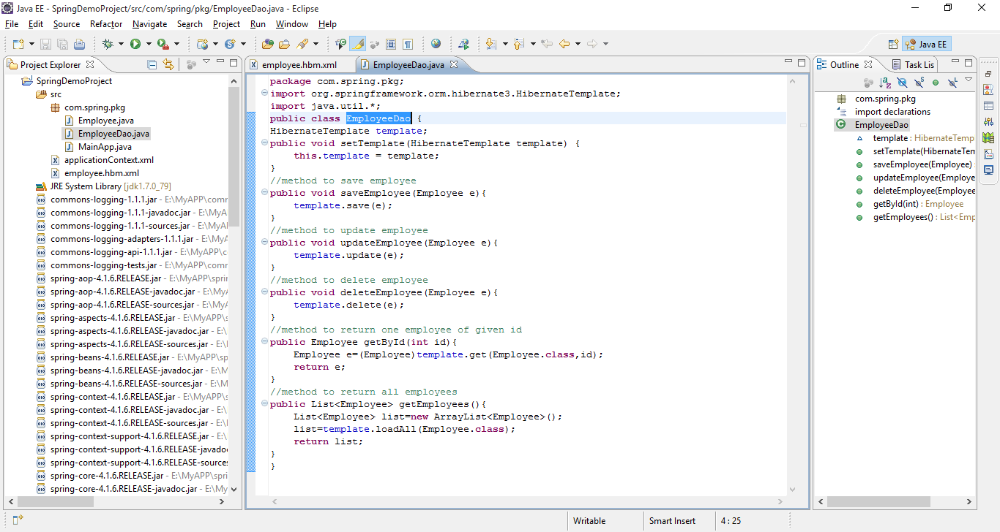 Java EE - SpringDemoProject/src/com/spring/pkg/EmployeeDao.java - Eclipse
File Edit Source Refactor Navigate Search Project Run Window Help
Java EE
Project Explorer
SpringDemoProject
src
com.spring.pkg
Employee.java
EmployeeDao.java
MainApp.java
applicationContext.xml
employee.hbm.xml
JRE System Library [jdk1.7.0_79]
commons-logging-1.1.1.jar - E:\MyAPP\comr
commons-logging-1.1.1-javadoc.jar - E:\MyA
commons-logging-1.1.1-sources.jar - E:\MyAl
commons-logging-adapters-1.1.1.jar - E:\MyA
commons-logging-api-1.1.1.jar - E:\MyAPP\c
commons-logging-tests.jar - E:\MyAPP\comr
spring-aop-4.1.6.RELEASE.jar - E:\MyAPP\sprir
spring-aop-4.1.6.RELEASE-javadoc.jar - E:\My
spring-aop-4.1.6.RELEASE-sources.jar - E:\My
spring-aspects-4.1.6.RELEASE.jar - E:\MyAPP\s
spring-aspects-4.1.6.RELEASE-javadoc.jar - E:\
spring-aspects-4.1.6.RELEASE-sources.jar - E:\
spring-beans-4.1.6.RELEASE.jar - E:\MyAPP\sp
spring-beans-4.1.6.RELEASE-javadoc.jar - E:\M
spring-beans-4.1.6.RELEASE-sources.jar - E:\M
spring-context-4.1.6.RELEASE.jar - E:\MyAPP\s
spring-context-4.1.6.RELEASE-javadoc.jar - E:\
spring-context-4.1.6.RELEASE-sources.jar - E:\
spring-context-support-4.1.6.RELEASE.jar - E:\
spring-context-support-4.1.6.RELEASE-javado
spring-context-support-4.1.6.RELEASE-source
spring-core-4.1.6.RELEASE.jar - E:\MyAPP\spr
spring-core-4.1.6.RELEASE-javadoc.jar - E:\My
employee.hbm.xml EmployeeDao.java
package com.spring.pkg;
import org.springframework.orm.hibernate3.HibernateTemplate;
import java.util.*;
public class EmployeeDao {
HibernateTemplate template;
public void setTemplate(HibernateTemplate template) {
this.template = template;
}
//method to save employee
public void saveEmployee(Employee e){
template.save(e);
}
//method to update employee
public void updateEmployee(Employee e){
template.update(e);
}
//method to delete employee
public void deleteEmployee(Employee e){
template.delete(e);
}
//method to return one employee of given id
public Employee getById(int id){
Employee e=(Employee)template.get(Employee.class,id);
return e;
}
//method to return all employees
public List<Employee> getEmployees(){
List<Employee> list=new ArrayList<Employee>();
list=template.loadAll(Employee.class);
return list;
}
}
Outline Task Lis
com.spring.pkg
import declarations
EmployeeDao
template : HibernateTemp
setTemplate(HibernateTem
saveEmployee(Employee) :
updateEmployee(Employe
deleteEmployee(Employee
getById(int) : Employee
getEmployees() : List<Emp
Writable Smart Insert 4 : 25